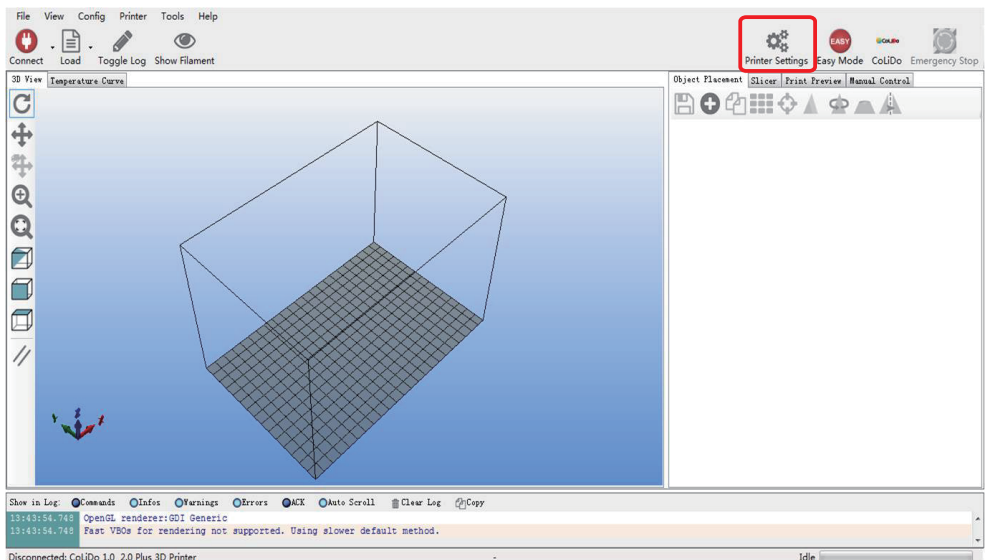 File View Config Printer Tools Help
EASY CoLiDo
Connect Load Toggle Log Show Filament Printer Settings Easy Mode CoLiDo Emergency Stop
3D View Temperature Curve Object Placement Slicer Print Preview Manual Control
Show in Log: Commands Infos Warnings Errors ACK Auto Scroll Clear Log Copy
13:43:54.748 OpenGL renderer:GDI Generic
13:43:54.748 Fast VBOs for rendering not supported. Using slower default method.
Disconnected: CoLiDo 1.0 2.0 Plus 3D Printer - Idle